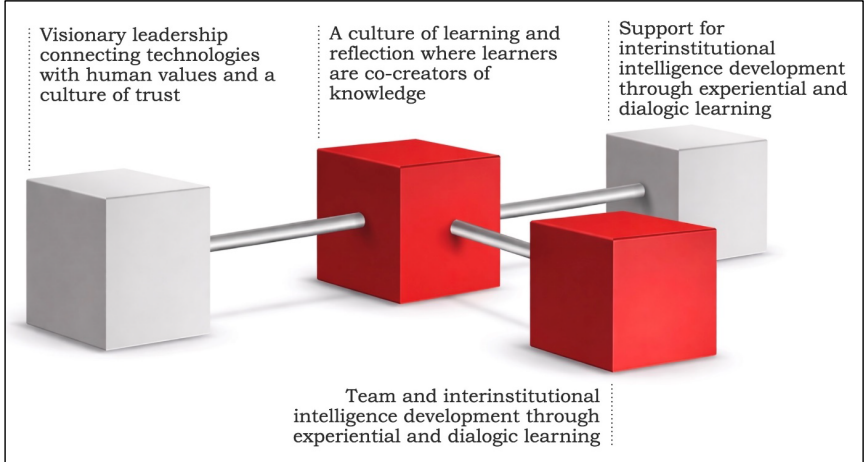 Visionary leadership
connecting technologies
with human values and a
culture of trust
A culture of learning and
reflection where learners
are co-creators of
knowledge
Support for
interinstitutional
intelligence development
through experiential and
dialogic learning
Team and interinstitutional
intelligence development through
experiential and dialogic learning